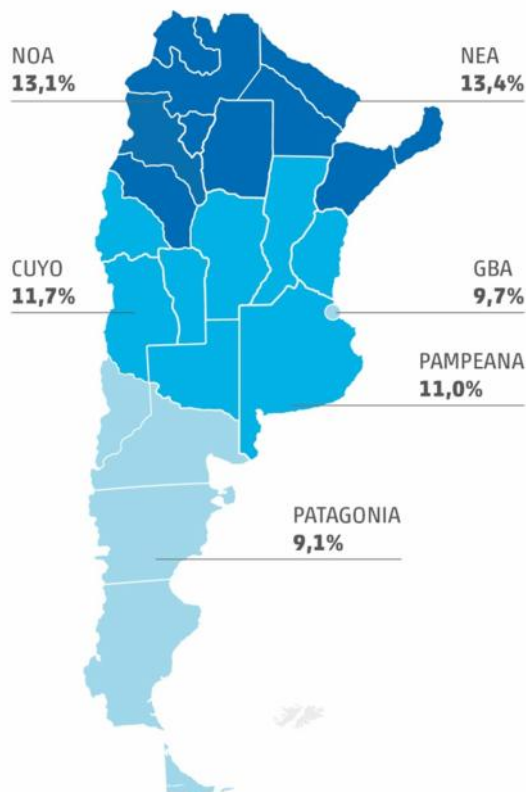 NOA
13,1%
NEA
13,4%
CUYO
11,7%
GBA
9,7%
PAMPEANA
11,0%
PATAGONIA
9,1%